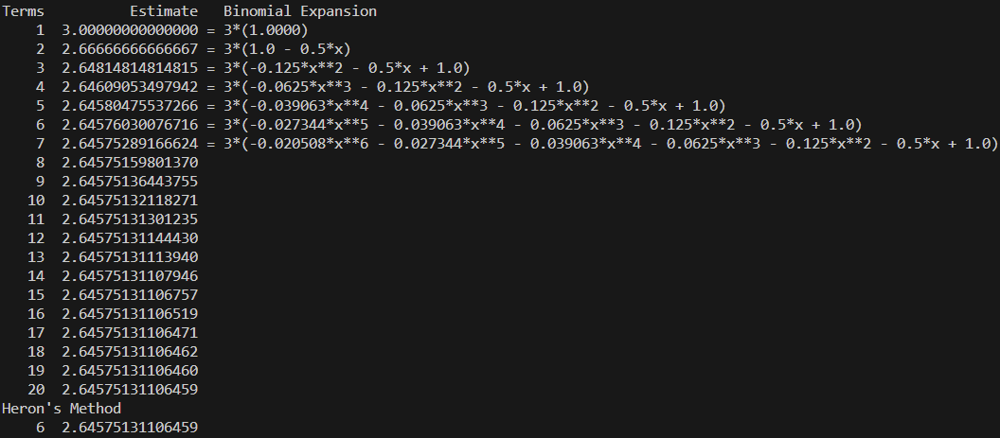 Terms          Estimate   Binomial Expansion
    1  3.00000000000000 = 3*(1.0000)
    2  2.66666666666667 = 3*(1.0 - 0.5*x)
    3  2.64814814814815 = 3*(-0.125*x**2 - 0.5*x + 1.0)
    4  2.64609053497942 = 3*(-0.0625*x**3 - 0.125*x**2 - 0.5*x + 1.0)
    5  2.64580475537266 = 3*(-0.039063*x**4 - 0.0625*x**3 - 0.125*x**2 - 0.5*x + 1.0)
    6  2.64576030076716 = 3*(-0.027344*x**5 - 0.039063*x**4 - 0.0625*x**3 - 0.125*x**2 - 0.5*x + 1.0)
    7  2.64575289166624 = 3*(-0.020508*x**6 - 0.027344*x**5 - 0.039063*x**4 - 0.0625*x**3 - 0.125*x**2 - 0.5*x + 1.0)
    8  2.64575159801370
    9  2.64575136443755
   10  2.64575132118271
   11  2.64575131301235
   12  2.64575131144430
   13  2.64575131113940
   14  2.64575131107946
   15  2.64575131106757
   16  2.64575131106519
   17  2.64575131106471
   18  2.64575131106462
   19  2.64575131106460
   20  2.64575131106459
Heron's Method
    6  2.64575131106459